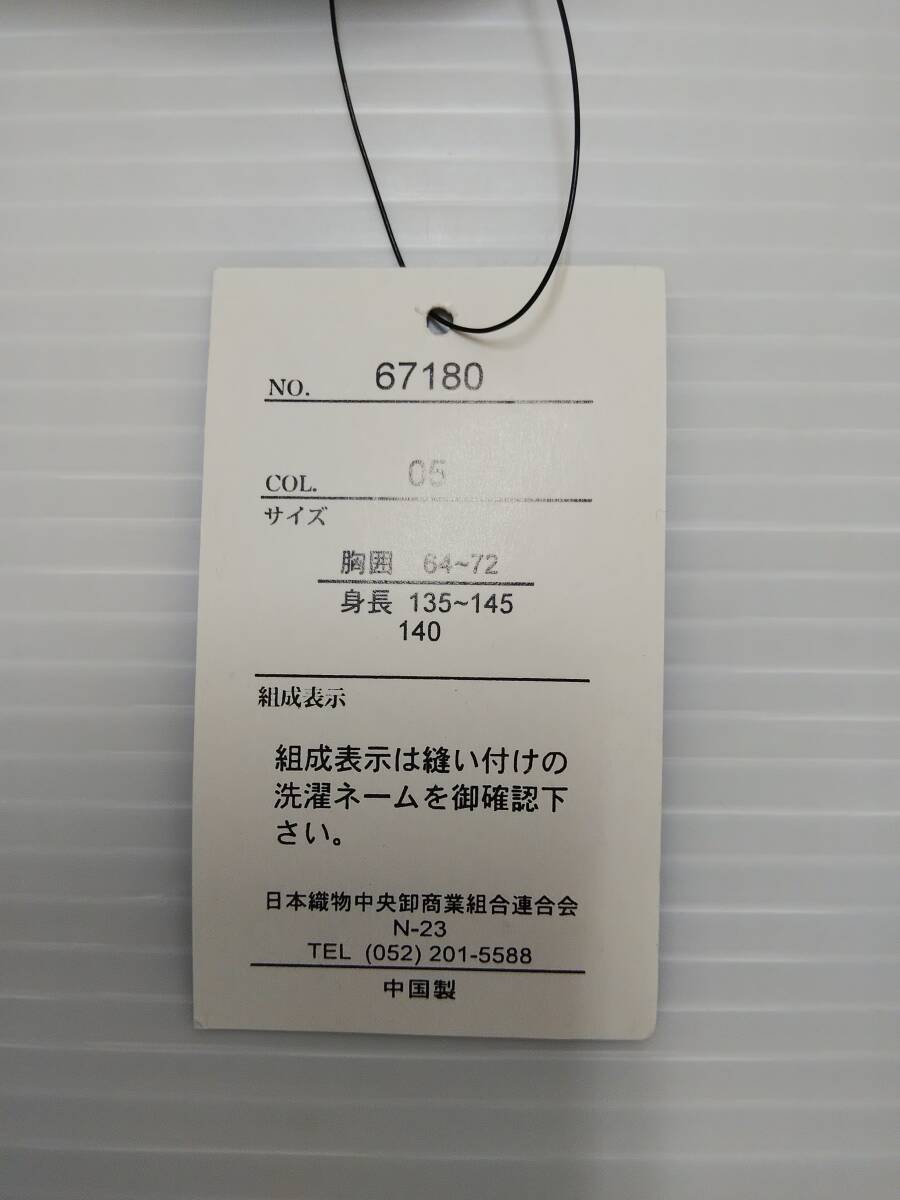 NO. 67180
COL. 05
サイズ
胸囲 64~72
身長 135~145
140
組成表示
組成表示は縫い付けの
洗濯ネームを御確認下
さい。
日本織物中央卸商業組合連合会
N-23
TEL (052) 201-5588
中国製